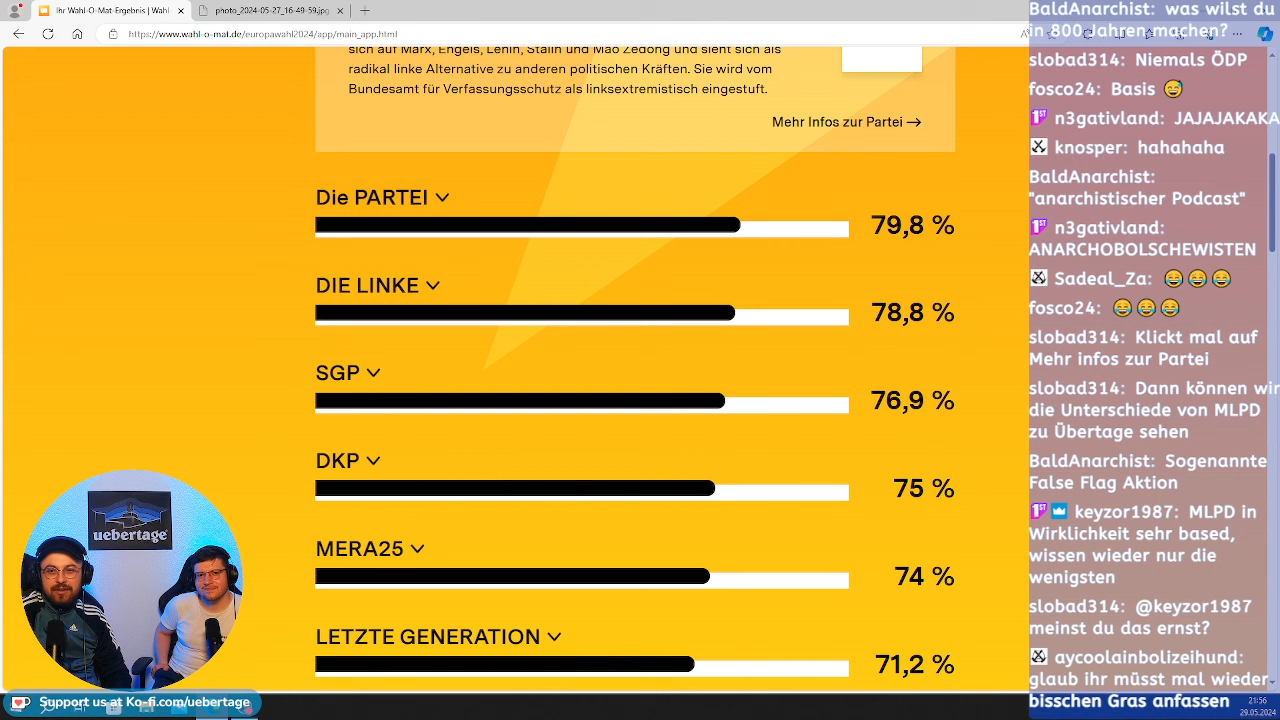 Ihr Wahl-O-Mat-Ergebnis | Wahl-
photo_2024-05-27_16-49-59.jpg
https://www.wahl-o-mat.de/europawahl2024/app/main_app.html
sich auf Marx, Engels, Lenin, Stalin und Mao Zedong und sieht sich als
radikal linke Alternative zu anderen politischen Kräften. Sie wird vom
Bundesamt für Verfassungsschutz als linksextremistisch eingestuft.
Mehr Infos zur Partei →
Die PARTEI
79,8 %
DIE LINKE
78,8 %
SGP
76,9 %
DKP
75 %
MERA25
74 %
LETZTE GENERATION
71,2 %
uebertage
Support us at Ko-fi.com/uebertage
BaldAnarchist: was wilst du
in 800 Jahren machen?
slobad314: Niemals ÖDP
fosco24: Basis 😅
1ST n3gativland: JAJAJAKAKA
knosper: hahahaha
BaldAnarchist:
"anarchistischer Podcast"
1ST n3gativland:
ANARCHOBOLSCHEWISTEN
Sadeal_Za: 😂😂😂
fosco24: 😂😂😂
slobad314: Klickt mal auf
Mehr infos zur Partei
slobad314: Dann können wir
die Unterschiede von MLPD
zu Übertage sehen
BaldAnarchist: Sogenannte
False Flag Aktion
1ST keyzor1987: MLPD in
Wirklichkeit sehr based,
wissen wieder nur die
wenigsten
slobad314: @keyzor1987
meinst du das ernst?
aycoolainbolizeihund:
glaub ihr müsst mal wieder
bisschen Gras anfassen
21:56
29.05.2024